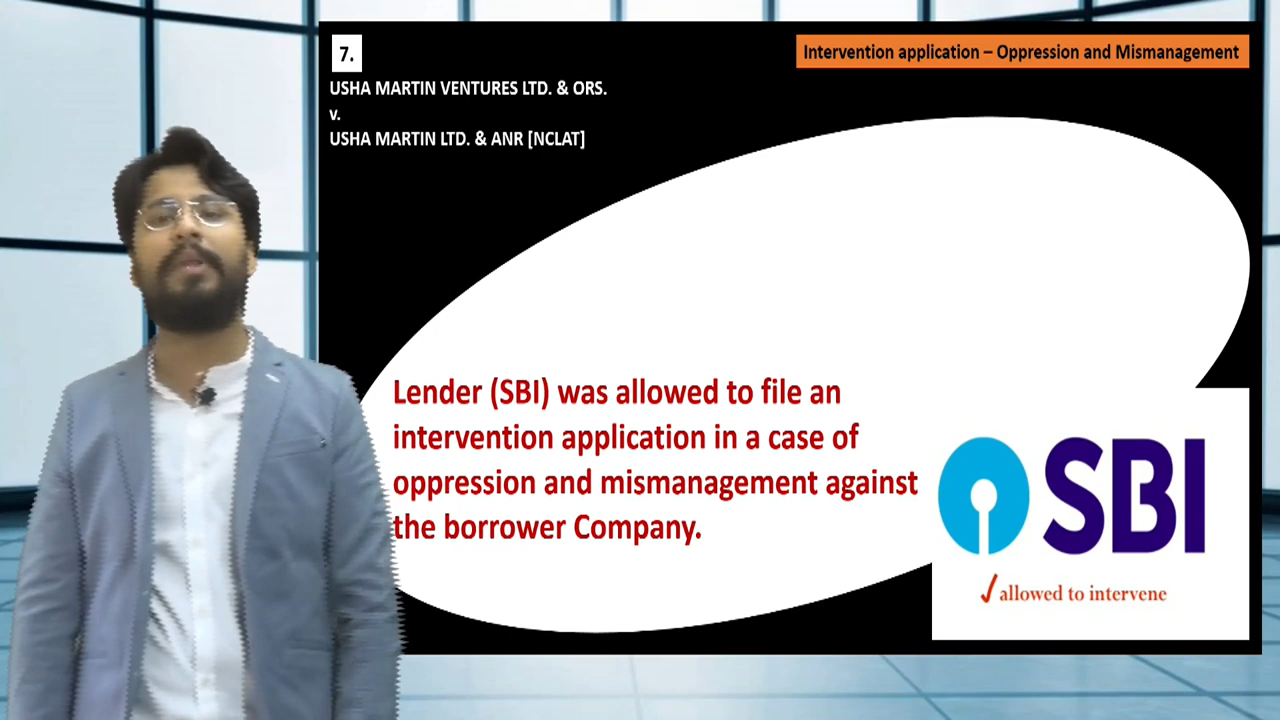 7.
Intervention application – Oppression and Mismanagement
USHA MARTIN VENTURES LTD. & ORS.
v.
USHA MARTIN LTD. & ANR [NCLAT]
Lender (SBI) was allowed to file an
intervention application in a case of
oppression and mismanagement against
the borrower Company.
SBI
allowed to intervene